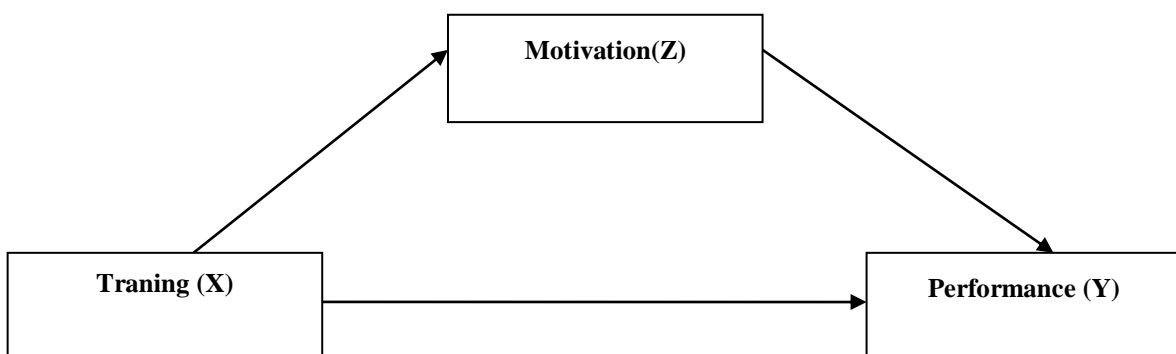 Motivation(Z)
Traning (X)
Performance (Y)